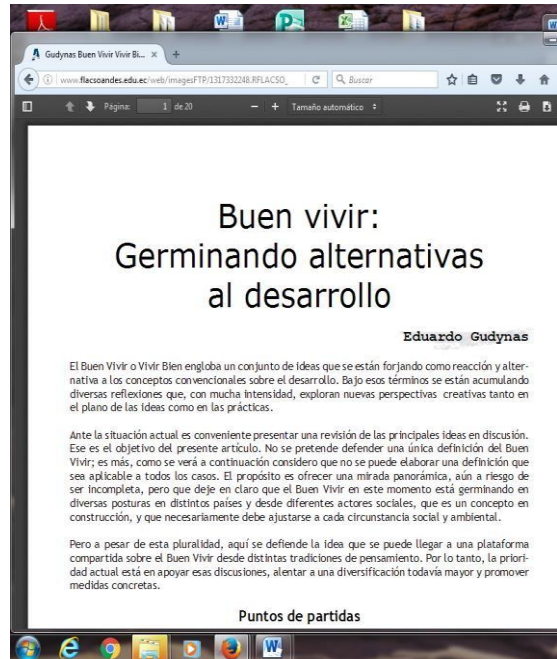 Gudynas Buen Vivir Vivir Bi...
www.flacsoandes.edu.ec/web/imagesFTP/1317332248.RFLACSO_
Buscar
Página: 1 de 20
Tamaño automático
Buen vivir:
Germinando alternativas
al desarrollo
Eduardo Gudynas
El Buen Vivir o Vivir Bien engloba un conjunto de ideas que se están forjando como reacción y alter-
nativa a los conceptos convencionales sobre el desarrollo. Bajo esos términos se están acumulando
diversas reflexiones que, con mucha intensidad, exploran nuevas perspectivas creativas tanto en
el plano de las ideas como en las prácticas.
Ante la situación actual es conveniente presentar una revisión de las principales ideas en discusión.
Ese es el objetivo del presente artículo. No se pretende defender una única definición del Buen
Vivir; es más, como se verá a continuación considero que no se puede elaborar una definición que
sea aplicable a todos los casos. El propósito es ofrecer una mirada panorámica, aún a riesgo de
ser incompleta, pero que deje en claro que el Buen Vivir en este momento está germinando en
diversas posturas en distintos países y desde diferentes actores sociales, que es un concepto en
construcción, y que necesariamente debe ajustarse a cada circunstancia social y ambiental.
Pero a pesar de esta pluralidad, aquí se defiende la idea que se puede llegar a una plataforma
compartida sobre el Buen Vivir desde distintas tradiciones de pensamiento. Por lo tanto, la priori-
dad actual está en apoyar esas discusiones, alentar a una diversificación todavía mayor y promover
medidas concretas.
Puntos de partidas